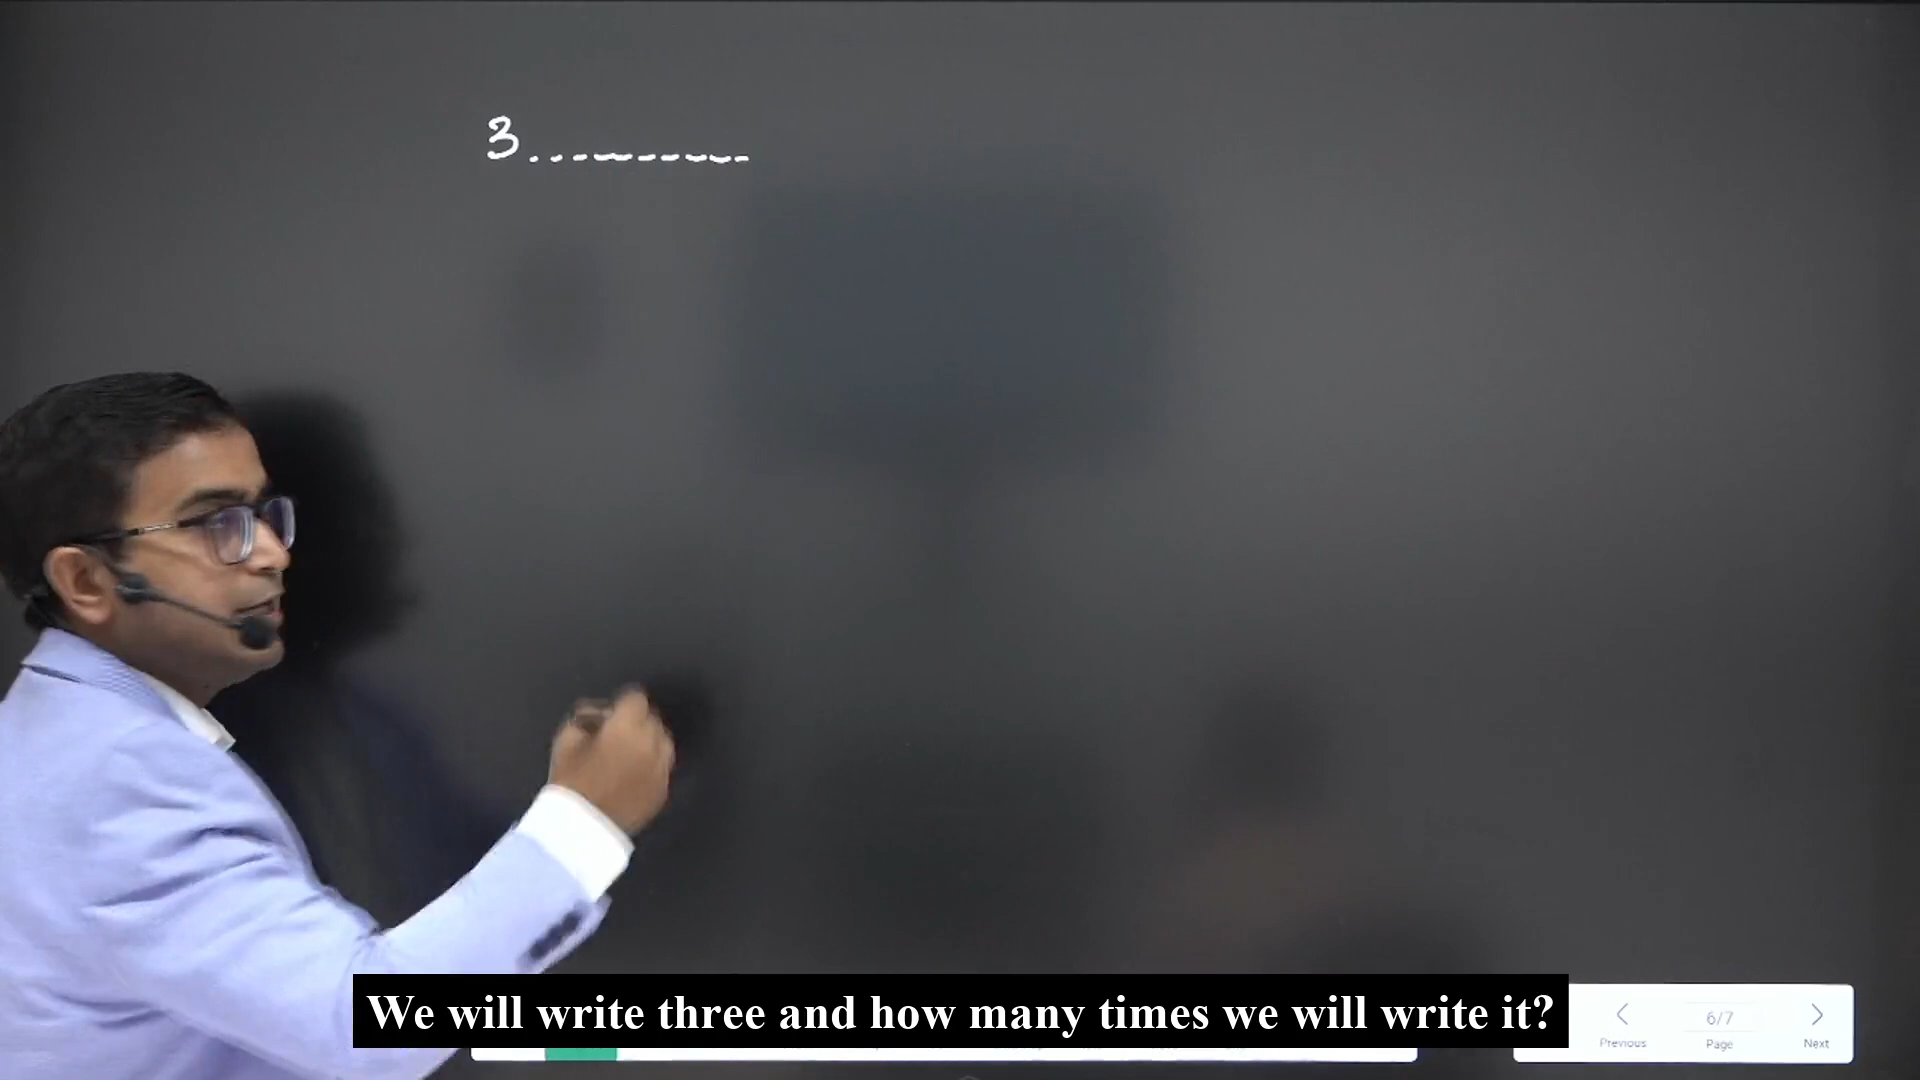 3..........
We will write three and how many times we will write it?
6/7
Previous
Page
Next